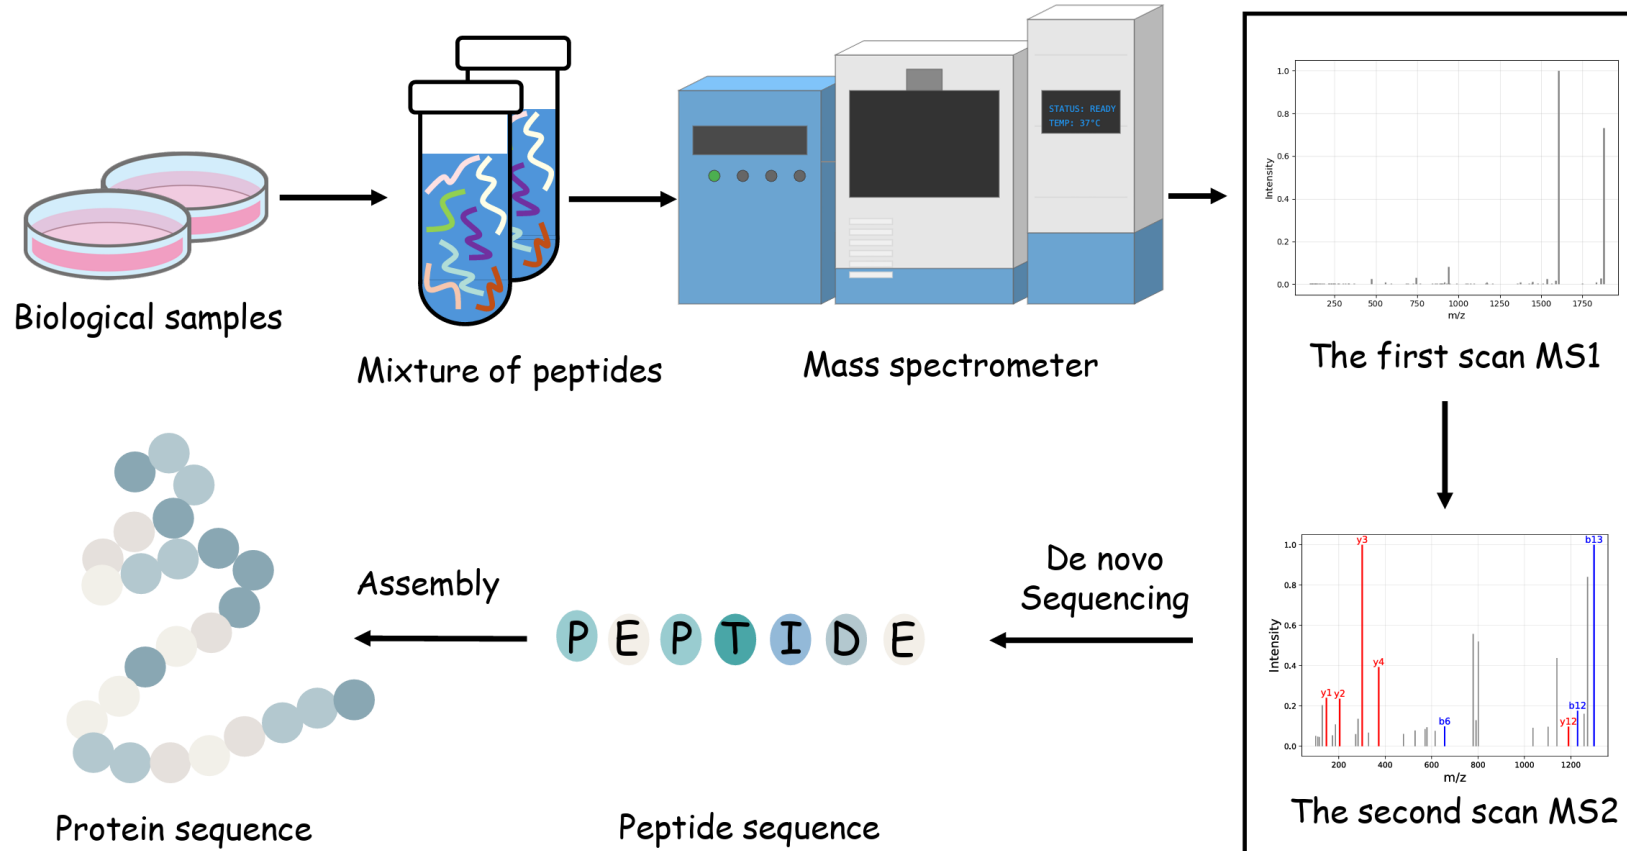 Biological samples
Mixture of peptides
STATUS: READY
TEMP: 37°C
Mass spectrometer
1.0
0.8
0.6
0.4
0.2
0.0
Intensity
250
500
750
1000
1250
1500
1750
m/z
The first scan MS1
y3
b13
1.0
0.8
0.6
0.4
0.2
0.0
Intensity
y4
y1
y2
b6
y12
b12
200
400
600
800
1000
1200
m/z
The second scan MS2
De novo
Sequencing
P E P T I D E
Peptide sequence
Assembly
Protein sequence